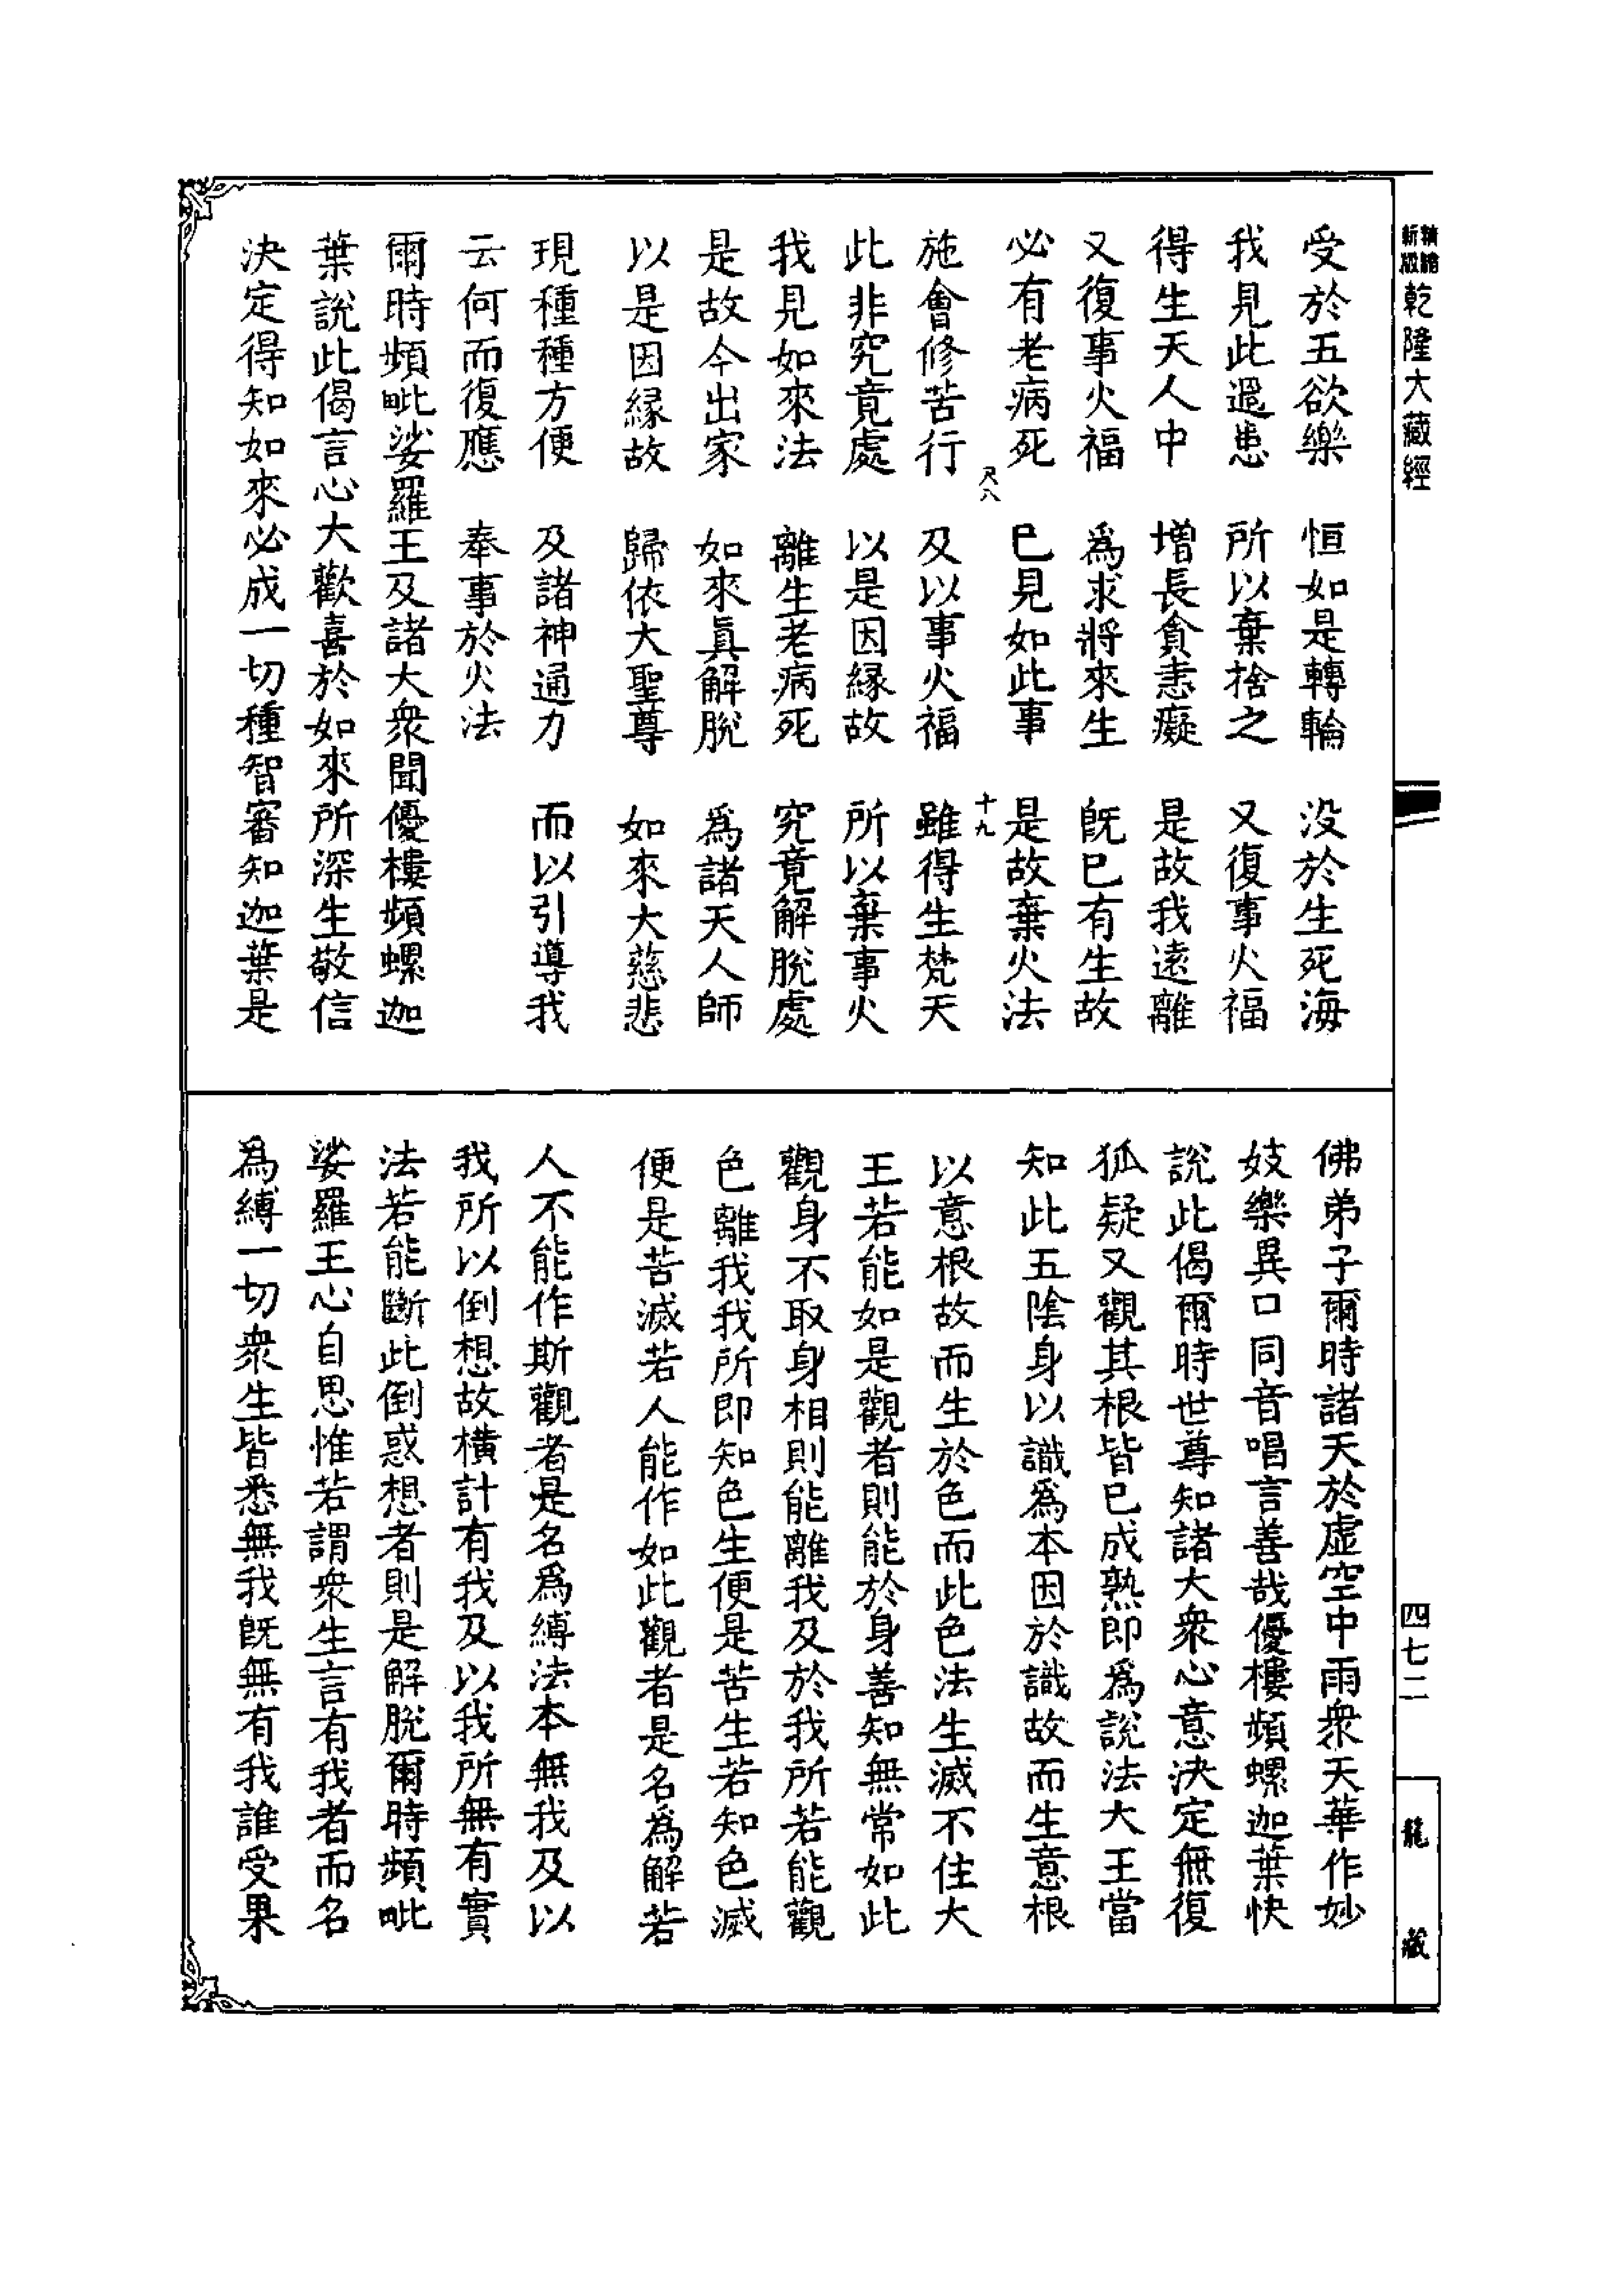 精縮
新版
乾隆大藏經
四七二
龍藏
受於五欲樂　恒如是轉輪　没於生死海
我見此過患　所以棄捨之　又復事火福
得生天人中　增長貪恚癡　是故我遠離
又復事火福　爲求將來生　旣已有生故
必有老病死　已見如此事　是故棄火法
尺八　十九
施會修苦行　及以事火福　雖得生梵天
此非究竟處　以是因緣故　所以棄事火
我見如來法　離生老病死　究竟解脫處
是故今出家　如來眞解脫　爲諸天人師
以是因緣故　歸依大聖尊　如來大慈悲
現種種方便　及諸神通力　而以引導我
云何而復應　奉事於火法
爾時頻毗娑羅王及諸大衆聞優樓頻螺迦
葉說此偈言心大歡喜於如來所深生敬信
決定得知如來必成一切種智審知迦葉是
佛弟子爾時諸天於虛空中雨衆天華作妙
妓樂異口同音唱言善哉優樓頻螺迦葉快
說此偈爾時世尊知諸大衆心意決定無復
狐疑又觀其根皆已成熟即爲說法大王當
知此五陰身以識爲本因於識故而生意根
以意根故而生於色而此色法生滅不住大
王若能如是觀者則能於身善知無常如此
觀身不取身相則能離我及於我所若能觀
色離我我所即知色生便是苦生若知色滅
便是苦滅若人能作如此觀者是名爲解若
人不能作斯觀者是名爲縛法本無我及以
我所以倒想故橫計有我及以我所無有實
法若能斷此倒惑想者則是解脫爾時頻毗
娑羅王心自思惟若謂衆生言有我者而名
爲縛一切衆生皆悉無我旣無有我誰受果